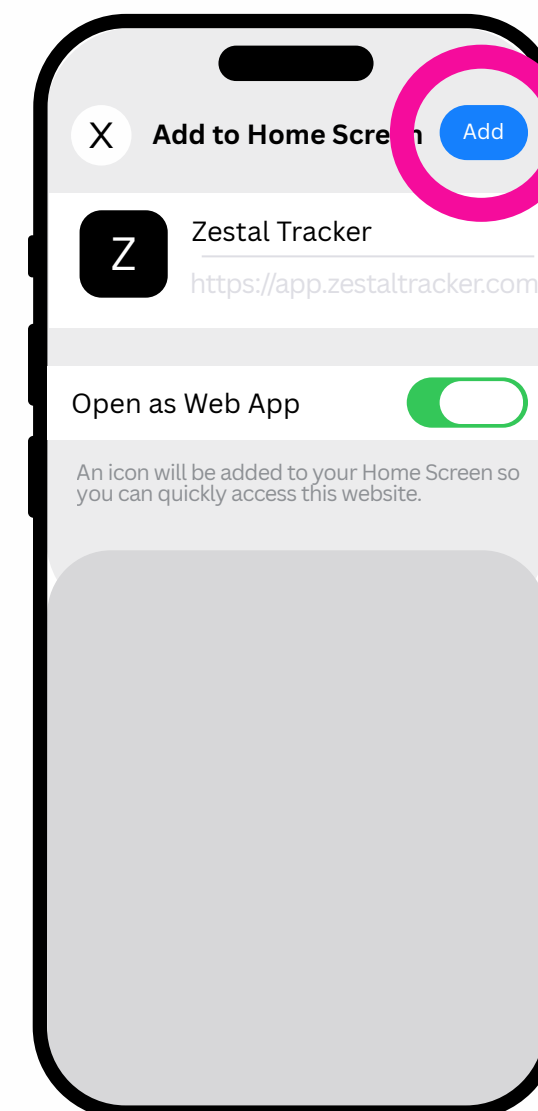 X Add to Home Screen Add
Z Zestal Tracker
https://app.zestaltracker.com
Open as Web App
An icon will be added to your Home Screen so
you can quickly access this website.